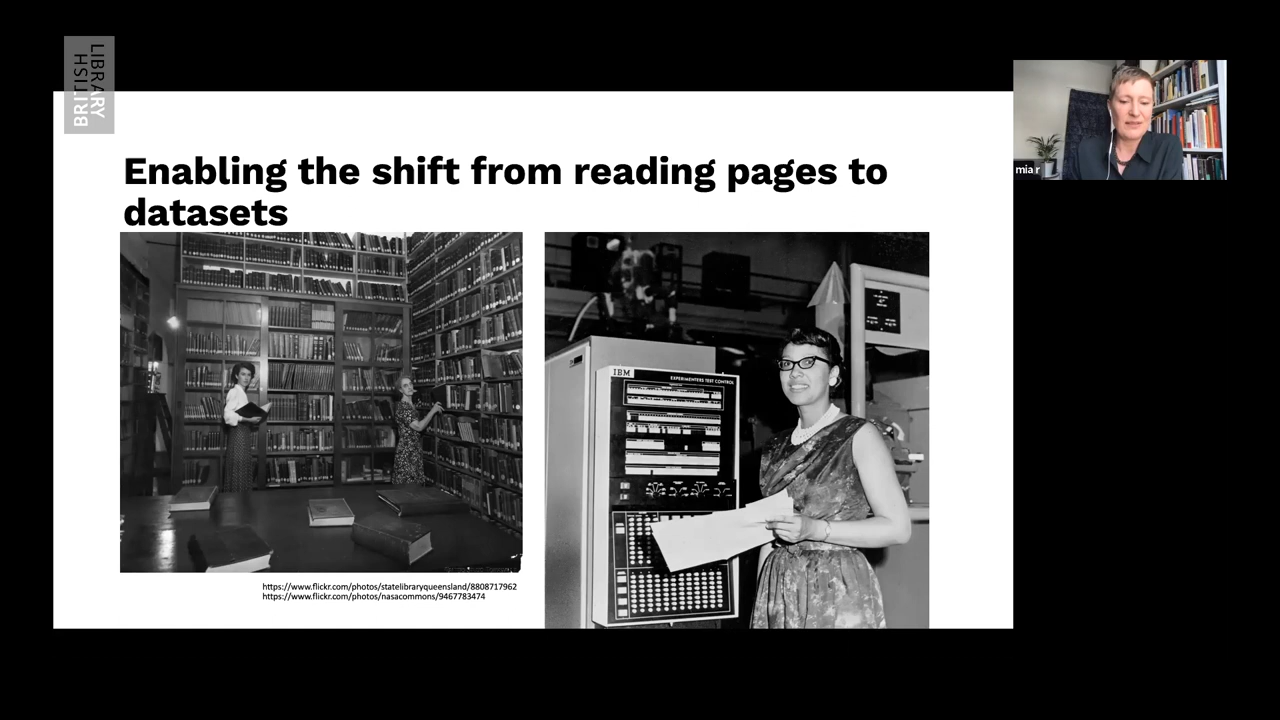 BRITISH
LIBRARY
Enabling the shift from reading pages to
datasets
IBM
EXPERIMENTERS TEST CONTROL
https://www.flickr.com/photos/statelibraryqueensland/8808717962
https://www.flickr.com/photos/nasacommons/9467783474
mia r